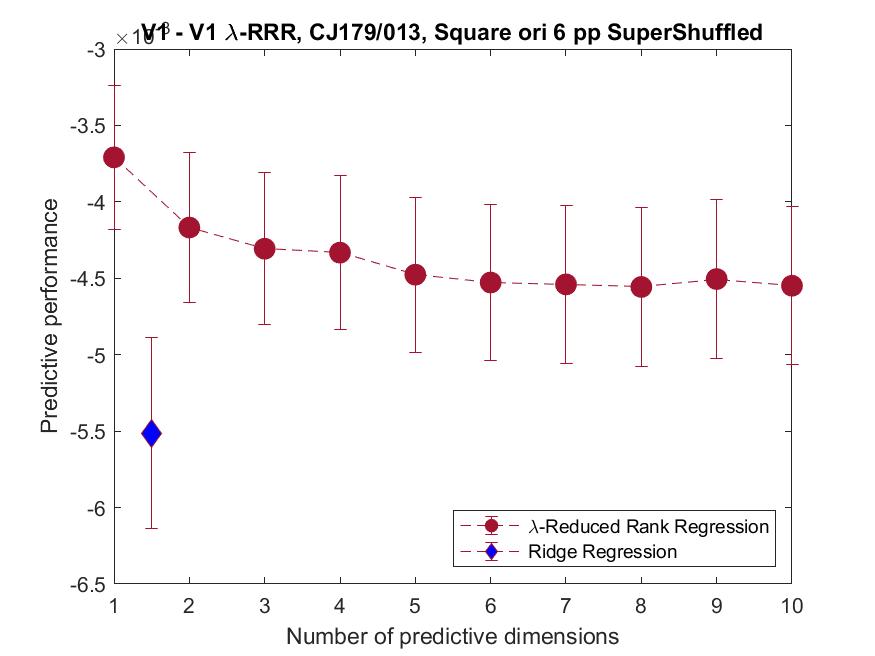 V1 - V1 λ-RRR, CJ179/013, Square ori 6 pp SuperShuffled
×10⁻³
-3
-3.5
-4
-4.5
-5
-5.5
-6
-6.5
Predictive performance
λ-Reduced Rank Regression
Ridge Regression
1 2 3 4 5 6 7 8 9 10
Number of predictive dimensions